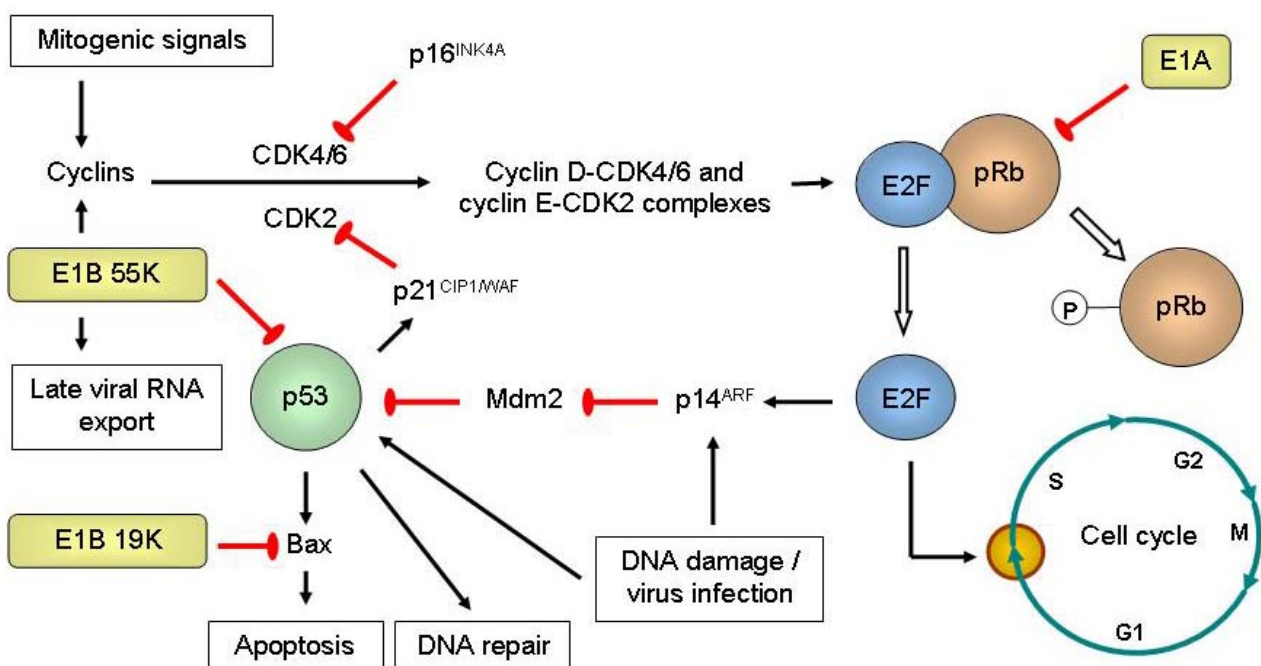 Mitogenic signals
p16INK4A
E1A
CDK4/6
Cyclins
Cyclin D-CDK4/6 and
cyclin E-CDK2 complexes
E2F
pRb
CDK2
E1B 55K
p21CIP1/WAF
P
pRb
Late viral RNA
export
p53
Mdm2
p14ARF
E2F
S
G2
E1B 19K
Bax
DNA damage /
virus infection
Cell cycle
M
G1
Apoptosis
DNA repair